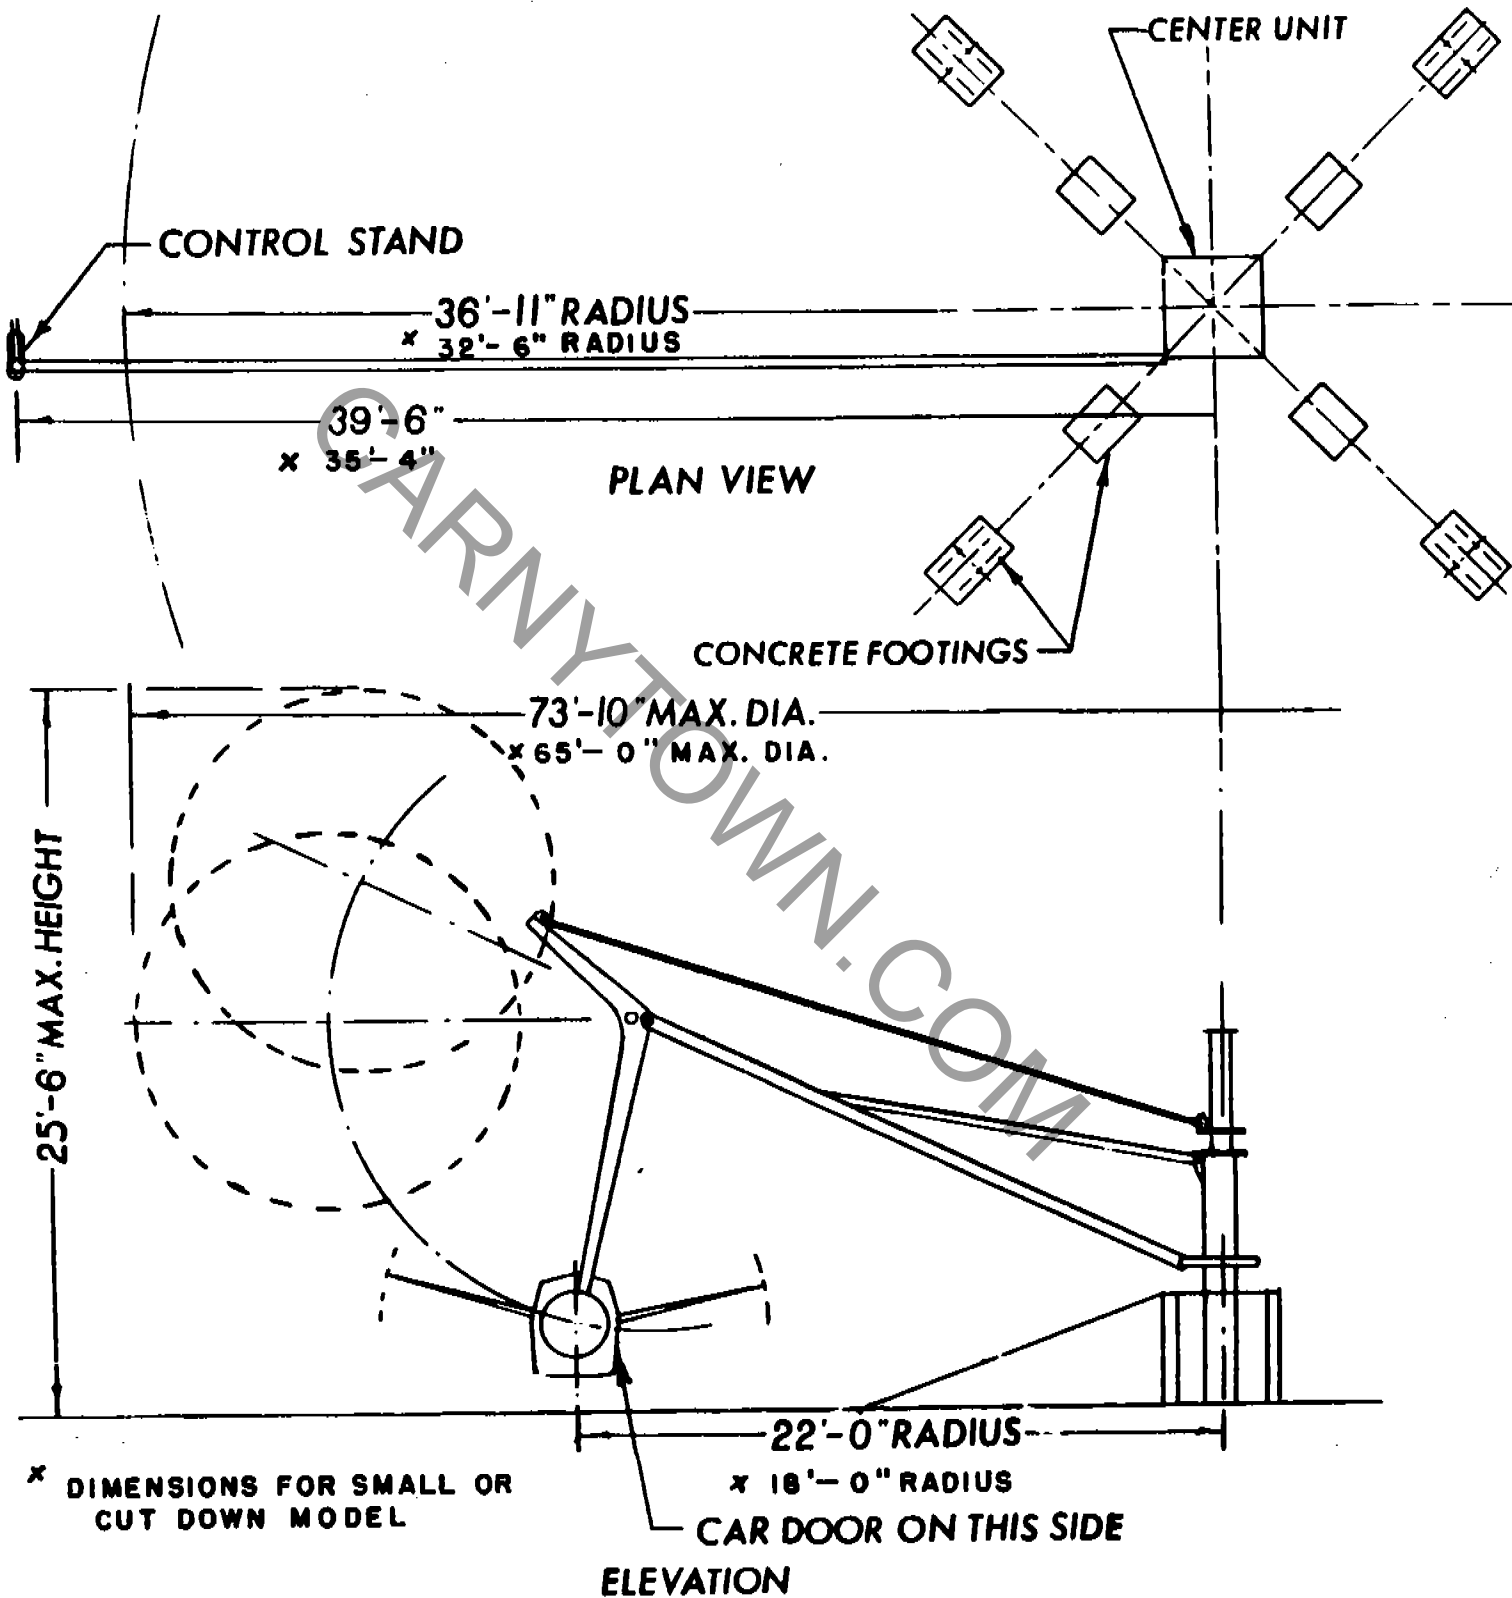 CENTER UNIT
CONTROL STAND
36'-11" RADIUS
x 32'-6" RADIUS
39'-6"
x 35'-4"
PLAN VIEW
CONCRETE FOOTINGS
73'-10" MAX. DIA.
x 65'-0" MAX. DIA.
25'-6" MAX. HEIGHT
CARNYTOWN.COM
22'-0" RADIUS
x 18'-0" RADIUS
x DIMENSIONS FOR SMALL OR
CUT DOWN MODEL
CAR DOOR ON THIS SIDE
ELEVATION